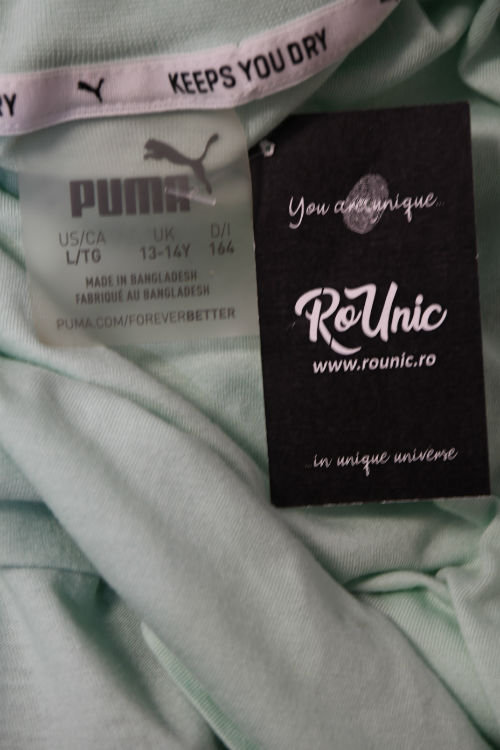 RY KEEPS YOU DRY
PUMA
US/CA UK D/I
L/TG 13-14Y 164
MADE IN BANGLADESH
FABRIQUÉ AU BANGLADESH
PUMA.COM/FOREVERBETTER
You are unique...
RoUnic
www.rounic.ro
...in unique universe